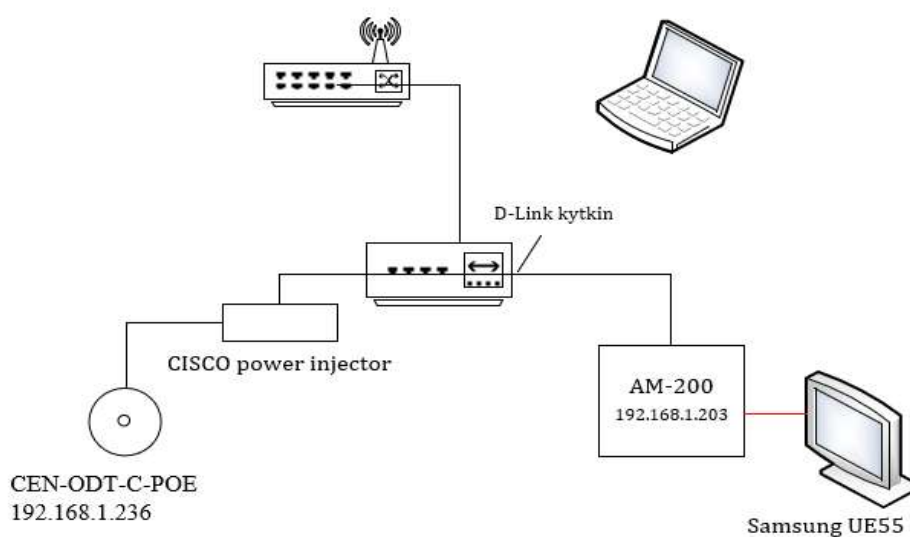 D-Link kytkin
CISCO power injector
AM-200
192.168.1.203
CEN-ODT-C-POE
192.168.1.236
Samsung UE55